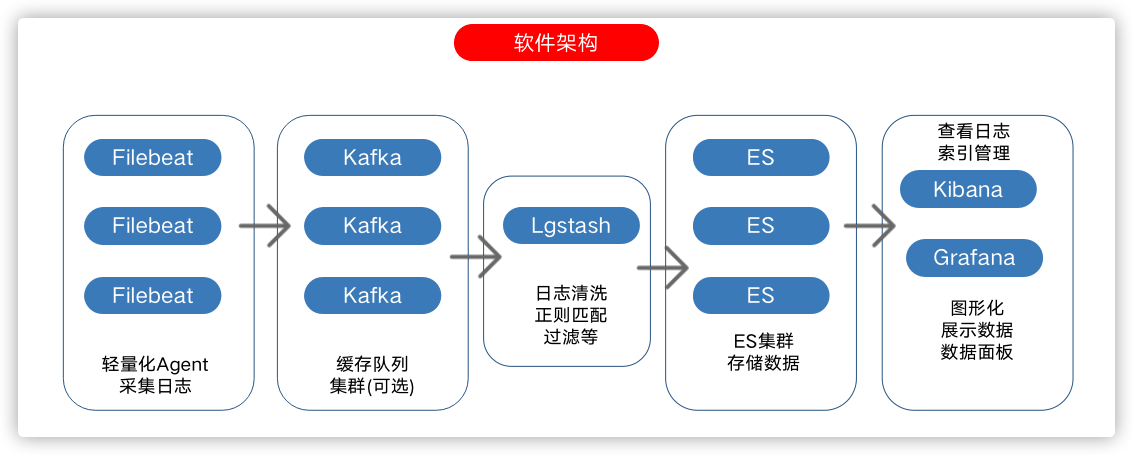 软件架构
Filebeat
Filebeat
Filebeat
轻量化Agent
采集日志
Kafka
Kafka
Kafka
缓存队列
集群(可选)
Lgstash
日志清洗
正则匹配
过滤等
ES
ES
ES
ES集群
存储数据
查看日志
索引管理
Kibana
Grafana
图形化
展示数据
数据面板